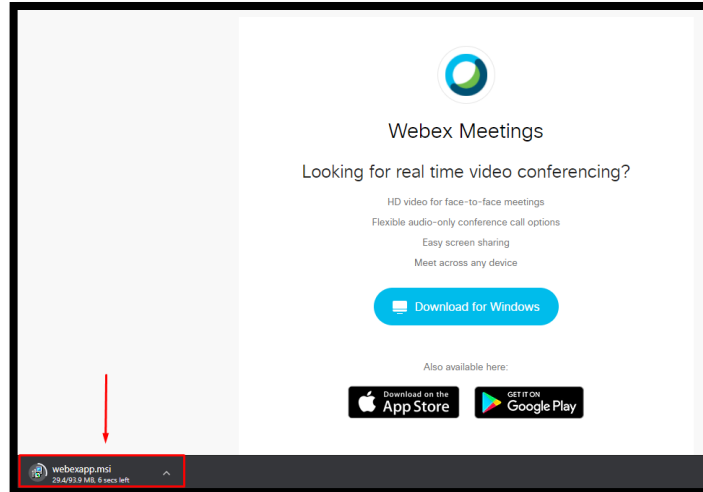 Webex Meetings
Looking for real time video conferencing?
HD video for face-to-face meetings
Flexible audio-only conference call options
Easy screen sharing
Meet across any device
Download for Windows
Also available here:
Download on the
App Store
GET IT ON
Google Play
webexapp.msi
29.4/93.9 MB, 6 secs left